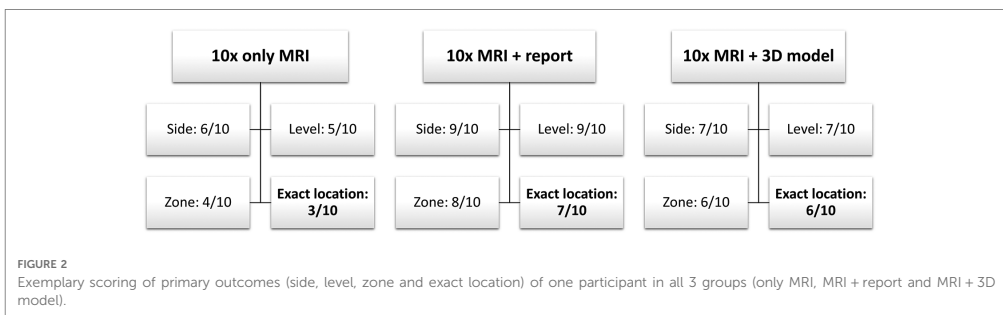 10x only MRI
Side: 6/10
Level: 5/10
Zone: 4/10
Exact location:
3/10
10x MRI + report
Side: 9/10
Level: 9/10
Zone: 8/10
Exact location:
7/10
10x MRI + 3D model
Side: 7/10
Level: 7/10
Zone: 6/10
Exact location:
6/10
FIGURE 2
Exemplary scoring of primary outcomes (side, level, zone and exact location) of one participant in all 3 groups (only MRI, MRI + report and MRI + 3D
model).